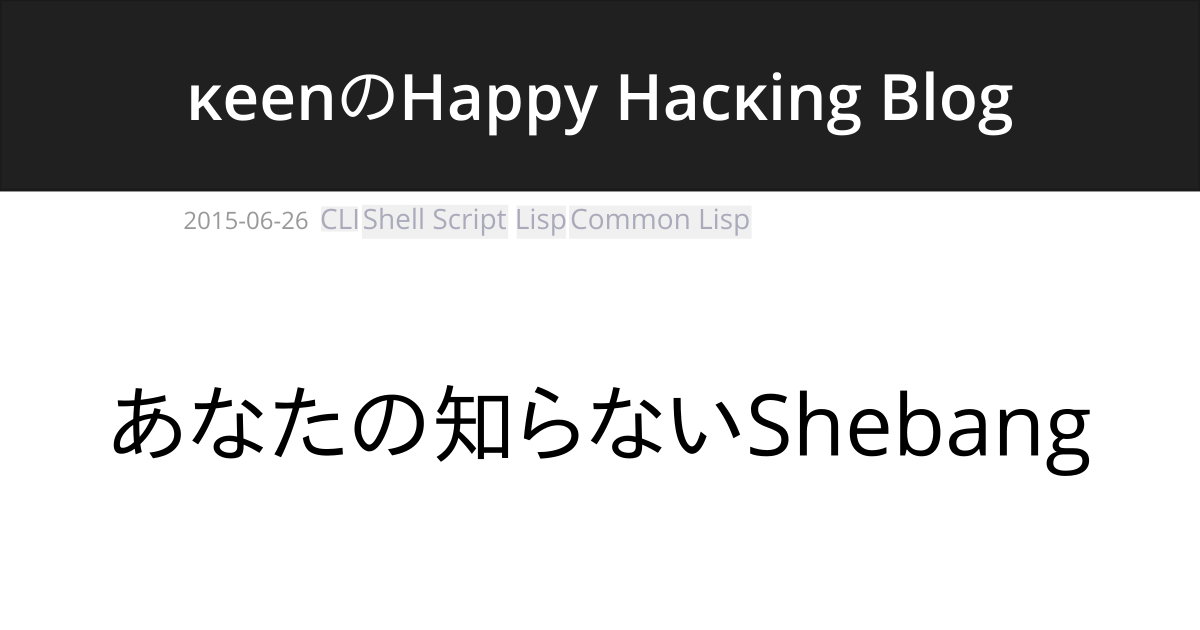 κeenのHappy Hacκing Blog
2015-06-26 CLI Shell Script Lisp Common Lisp
あなたの知らないShebang